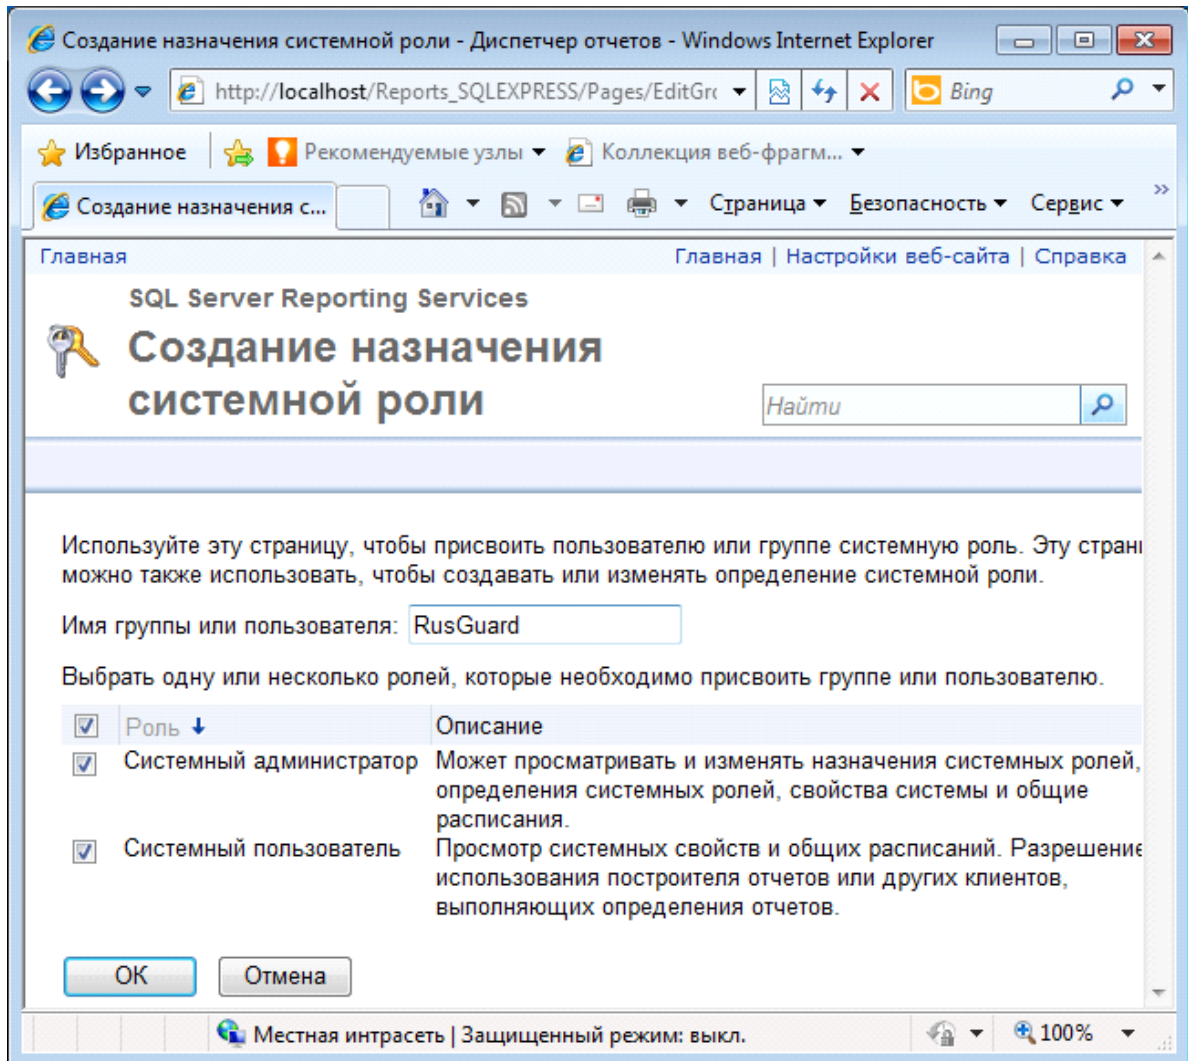 Создание назначения системной роли - Диспетчер отчетов - Windows Internet Explorer
http://localhost/Reports_SQLEXPRESS/Pages/EditGrc
Bing
Избранное
Рекомендуемые узлы
Коллекция веб-фрагм...
Создание назначения с...
Страница
Безопасность
Сервис
Главная
Главная | Настройки веб-сайта | Справка
SQL Server Reporting Services
Создание назначения
системной роли
Найти
Используйте эту страницу, чтобы присвоить пользователю или группе системную роль. Эту
можно также использовать, чтобы создавать или изменять определение системной роли.
Имя группы или пользователя: RusGuard
Выбрать одну или несколько ролей, которые необходимо присвоить группе или пользователю.
Роль Описание
Системный администратор Может просматривать и изменять назначения системных ролей,
определения системных ролей, свойства системы и общие
расписания.
Системный пользователь Просмотр системных свойств и общих расписаний. Разрешение
использования построителя отчетов или других клиентов,
выполняющих определения отчетов.
ОК
Отмена
Местная интрасеть | Защищенный режим: выкл.
100%